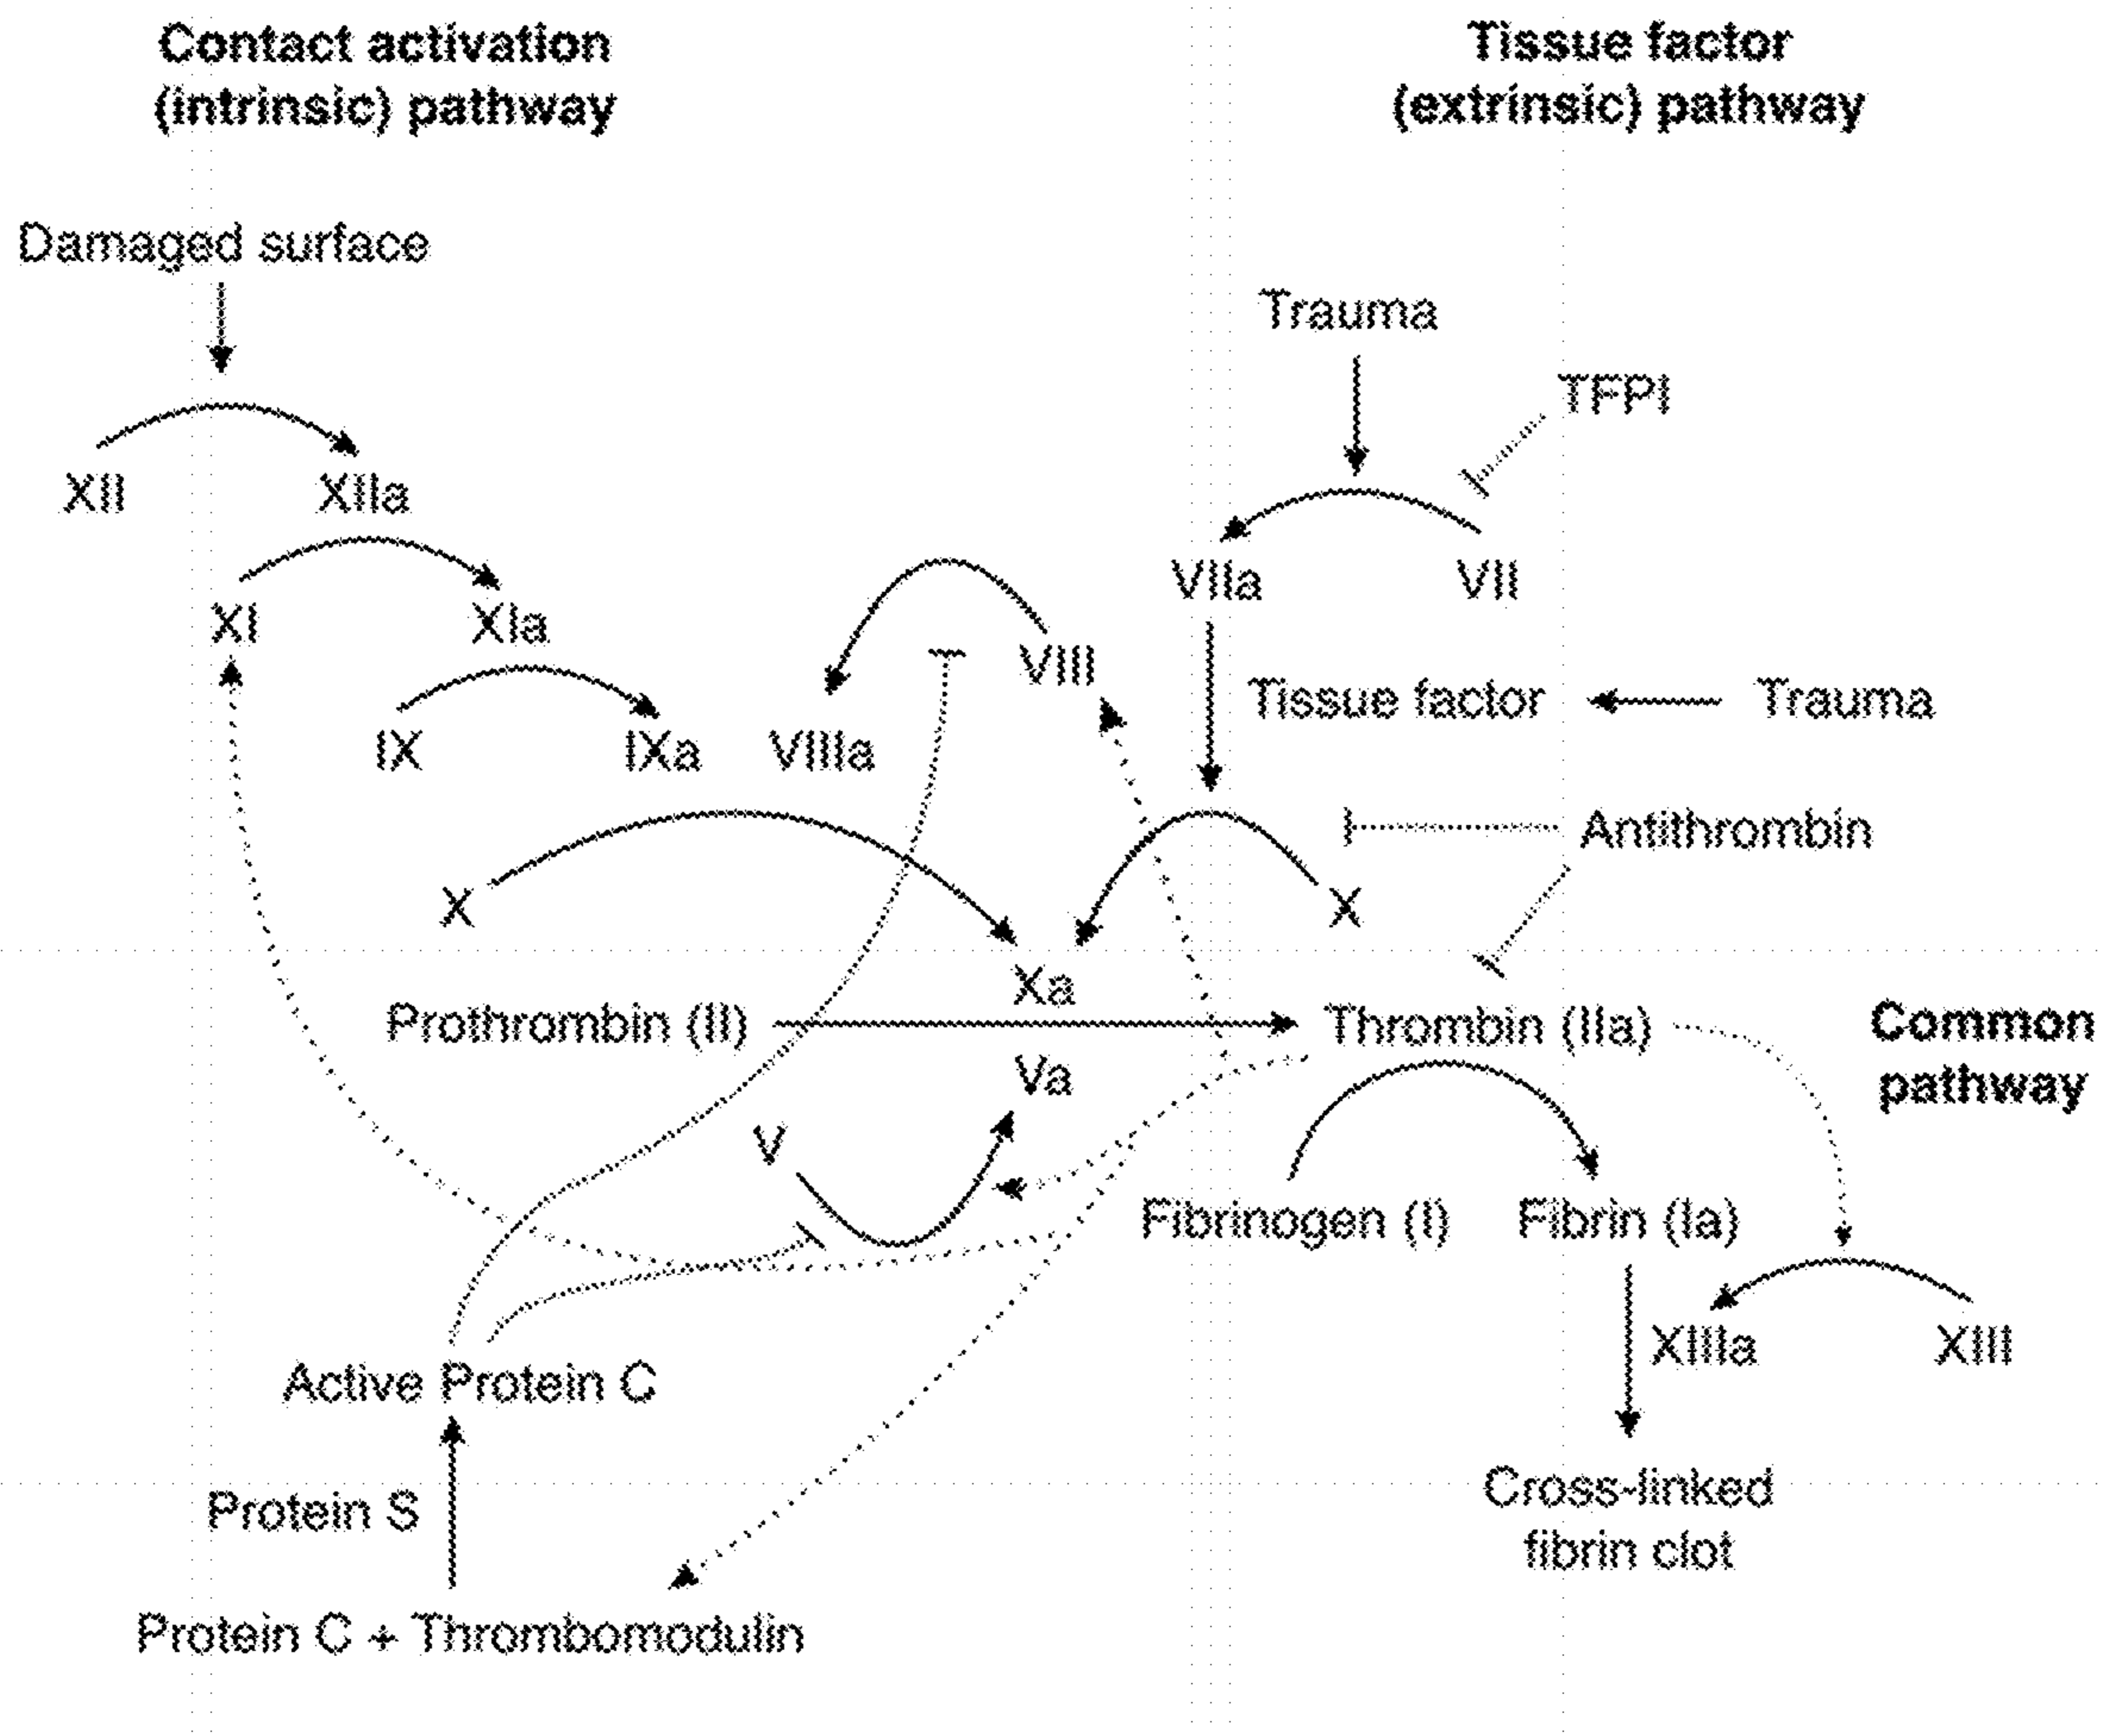 Contact activation
(intrinsic) pathway
Tissue factor
(extrinsic) pathway
Damaged surface
Trauma
TFPI
XII
XIIa
VIIa
VII
XI
XIa
VIII
Tissue factor
Trauma
IX
IXa
VIIIa
Antithrombin
X
X
Xa
Prothrombin (II)
Thrombin (IIa)
Common
pathway
Va
V
Fibrinogen (I)
Fibrin (Ia)
XIIIa
XIII
Active Protein C
Cross-linked
fibrin clot
Protein S
Protein C + Thrombomodulin